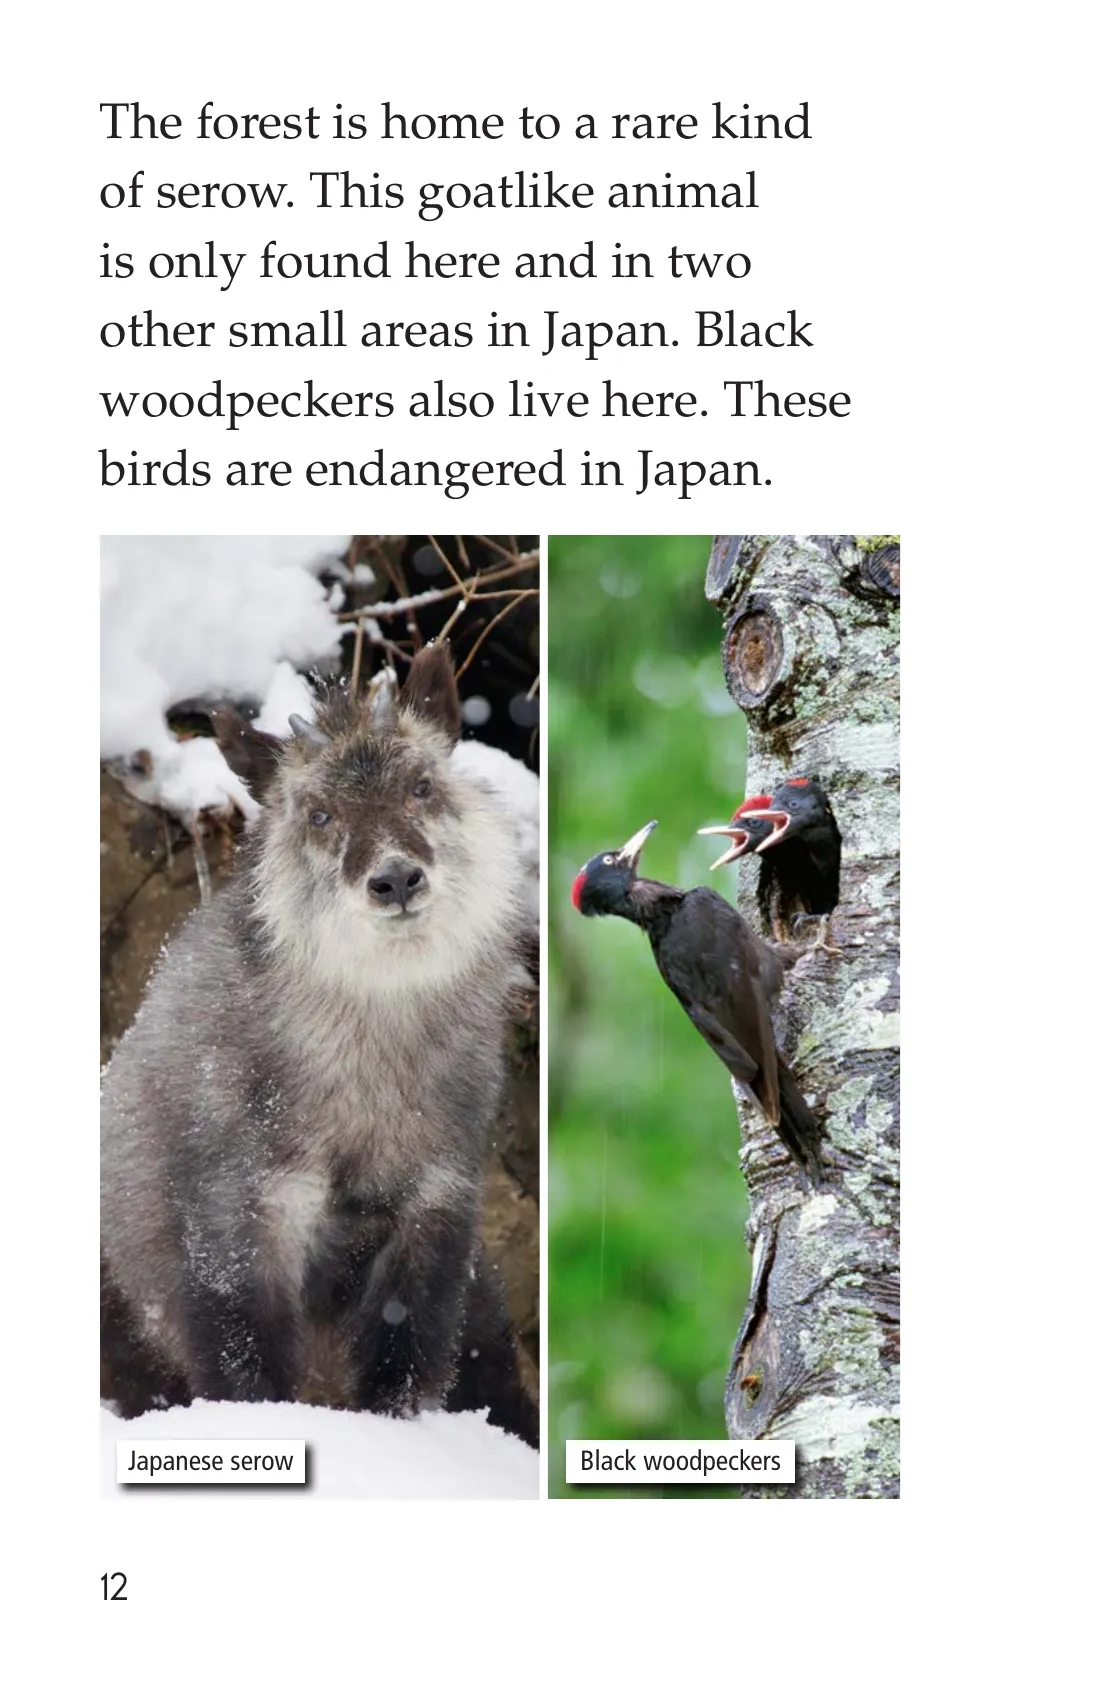 The forest is home to a rare kind
of serow. This goatlike animal
is only found here and in two
other small areas in Japan. Black
woodpeckers also live here. These
birds are endangered in Japan.
Japanese serow
Black woodpeckers
12